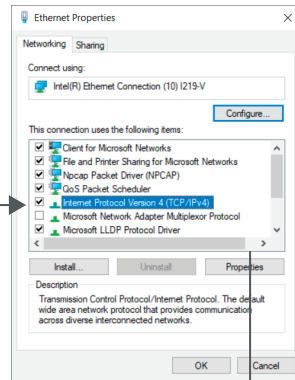 Ethernet Properties
Networking Sharing
Connect using:
Intel(R) Ethernet Connection (10) I219-V
Configure...
This connection uses the following items:
Client for Microsoft Networks
File and Printer Sharing for Microsoft Networks
Npcap Packet Driver (NPCAP)
QoS Packet Scheduler
Internet Protocol Version 4 (TCP/IPv4)
Microsoft Network Adapter Multiplexor Protocol
Microsoft LLDP Protocol Driver
Install... Uninstall Properties
Description
Transmission Control Protocol/Internet Protocol. The default
wide area network protocol that provides communication
across diverse interconnected networks.
OK Cancel